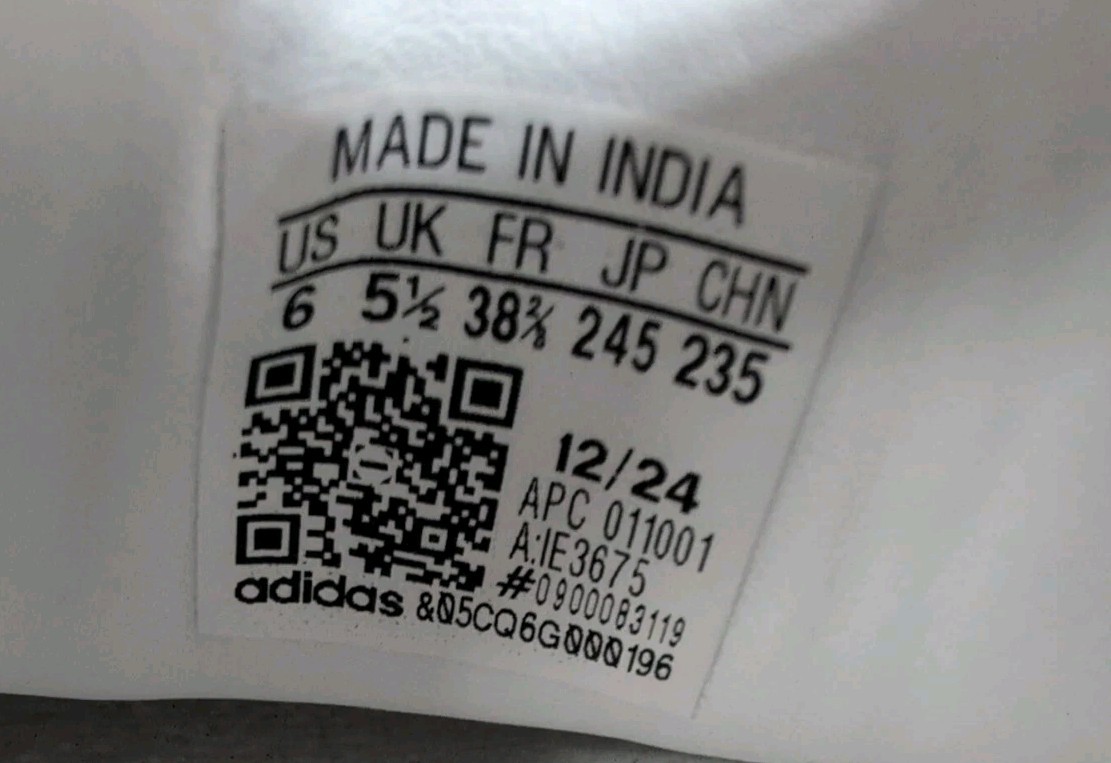 MADE IN INDIA
US UK FR JP CHN
6 5½ 38⅔ 245 235
12/24
APC 011001
A:IE3675
#0900083119
adidas &05CQ6G000196